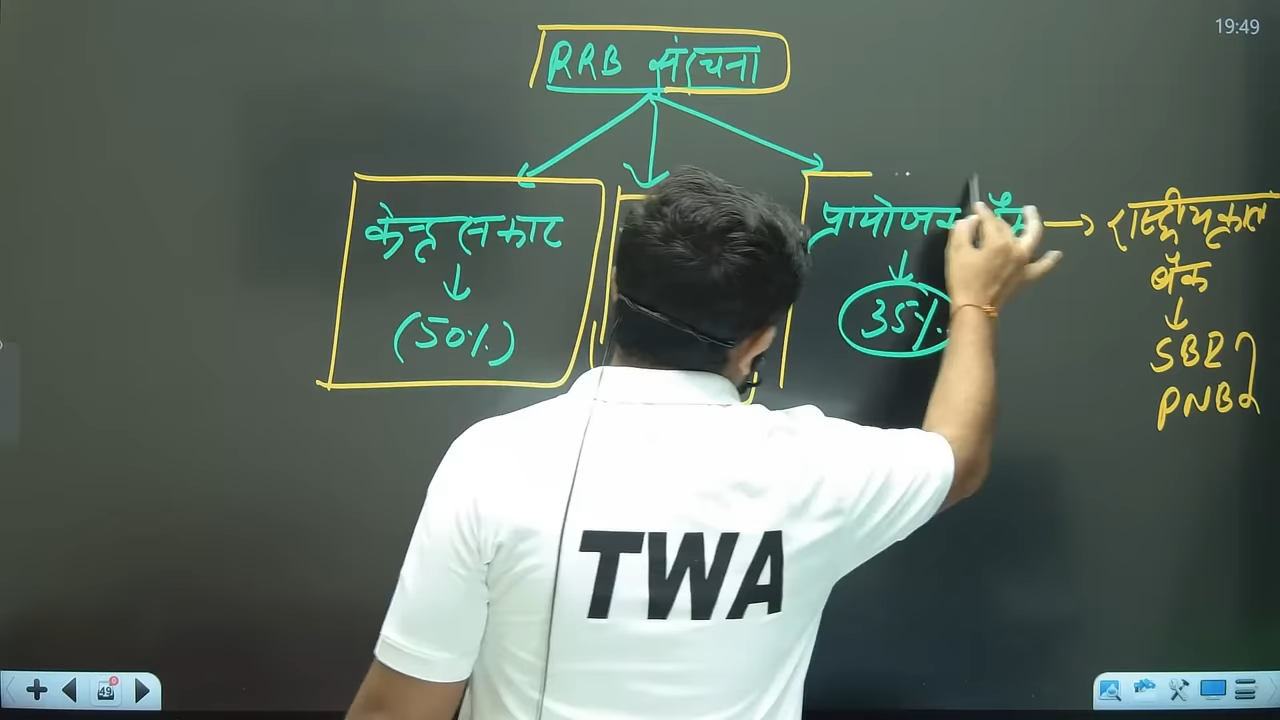 19:49
RRB संरचना
केन्द्र सरकार
(50%)
प्रायोजक बैंक
35%
राष्ट्रीयकृत
बैंक
SBI
PNB
TWA
49